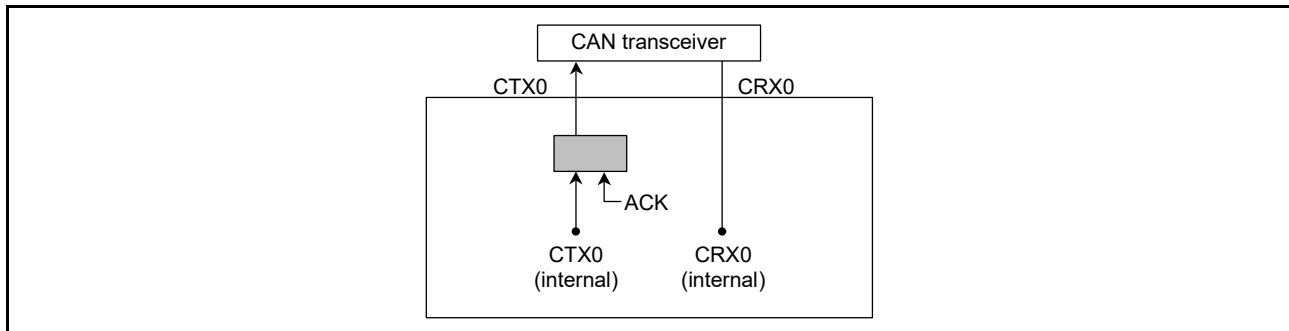 CAN transceiver
CTX0
CRX0
ACK
CTX0
(internal)
CRX0
(internal)